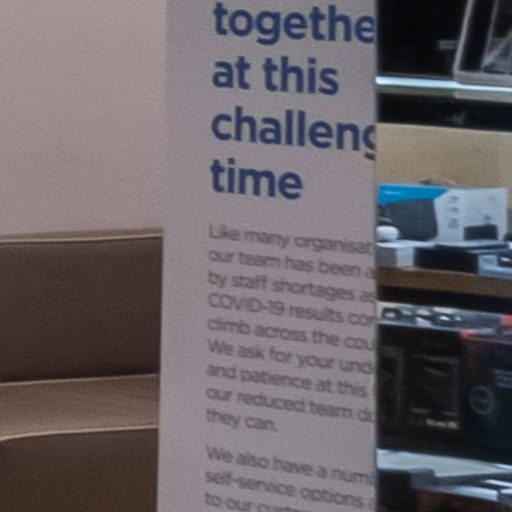 togethe
at this
challeng
time
Like many organisat
our team has been a
by staff shortages as
COVID-19 results con
climb across the cou
We ask for your und
and patience at this
our reduced team do
they can.
We also have a num
self-service options
to our custo